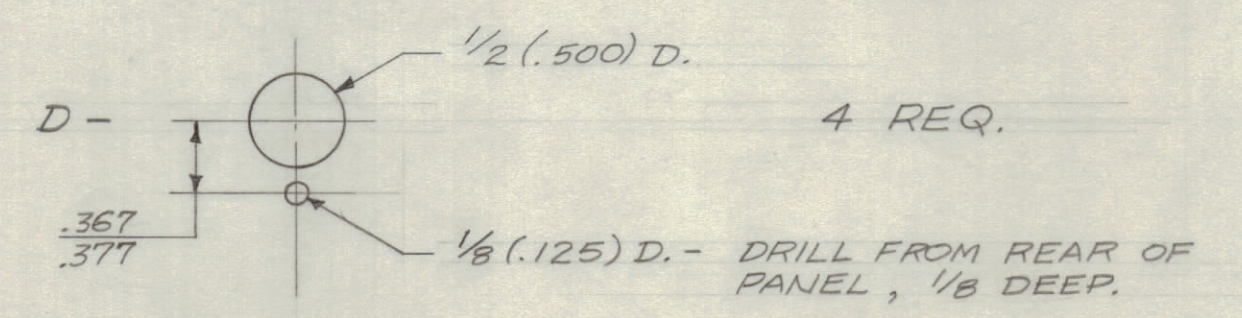 1/2 (.500) D.
D -
4 REQ.
.367
.377
1/8 (.125) D. - DRILL FROM REAR OF
PANEL, 1/8 DEEP.